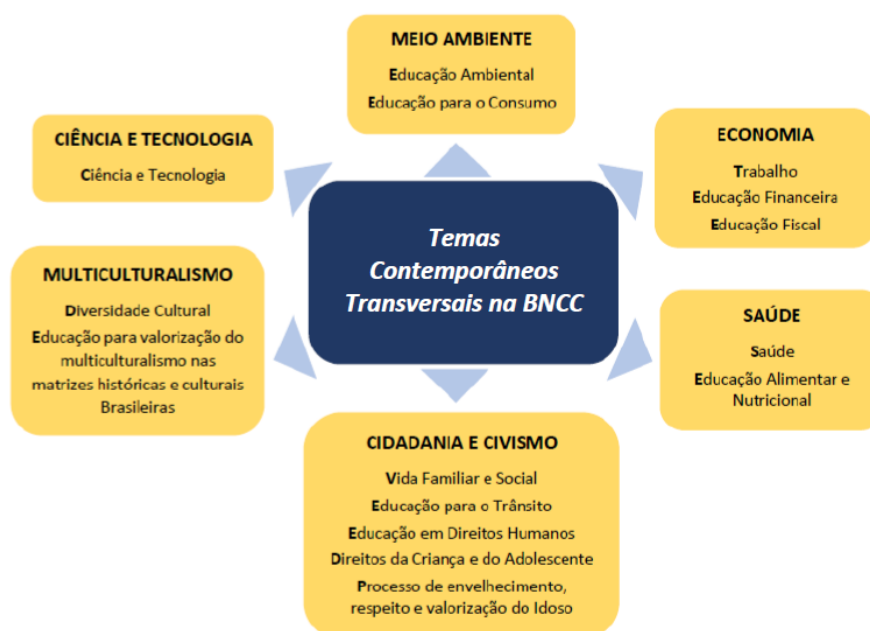 MEIO AMBIENTE
Educação Ambiental
Educação para o Consumo
CIÊNCIA E TECNOLOGIA
Ciência e Tecnologia
ECONOMIA
Trabalho
Educação Financeira
Educação Fiscal
Temas
Contemporâneos
Transversais na BNCC
MULTICULTURALISMO
Diversidade Cultural
Educação para valorização do
multiculturalismo nas
matrizes históricas e culturais
Brasileiras
SAÚDE
Saúde
Educação Alimentar e
Nutricional
CIDADANIA E CIVISMO
Vida Familiar e Social
Educação para o Trânsito
Educação em Direitos Humanos
Direitos da Criança e do Adolescente
Processo de envelhecimento,
respeito e valorização do Idoso